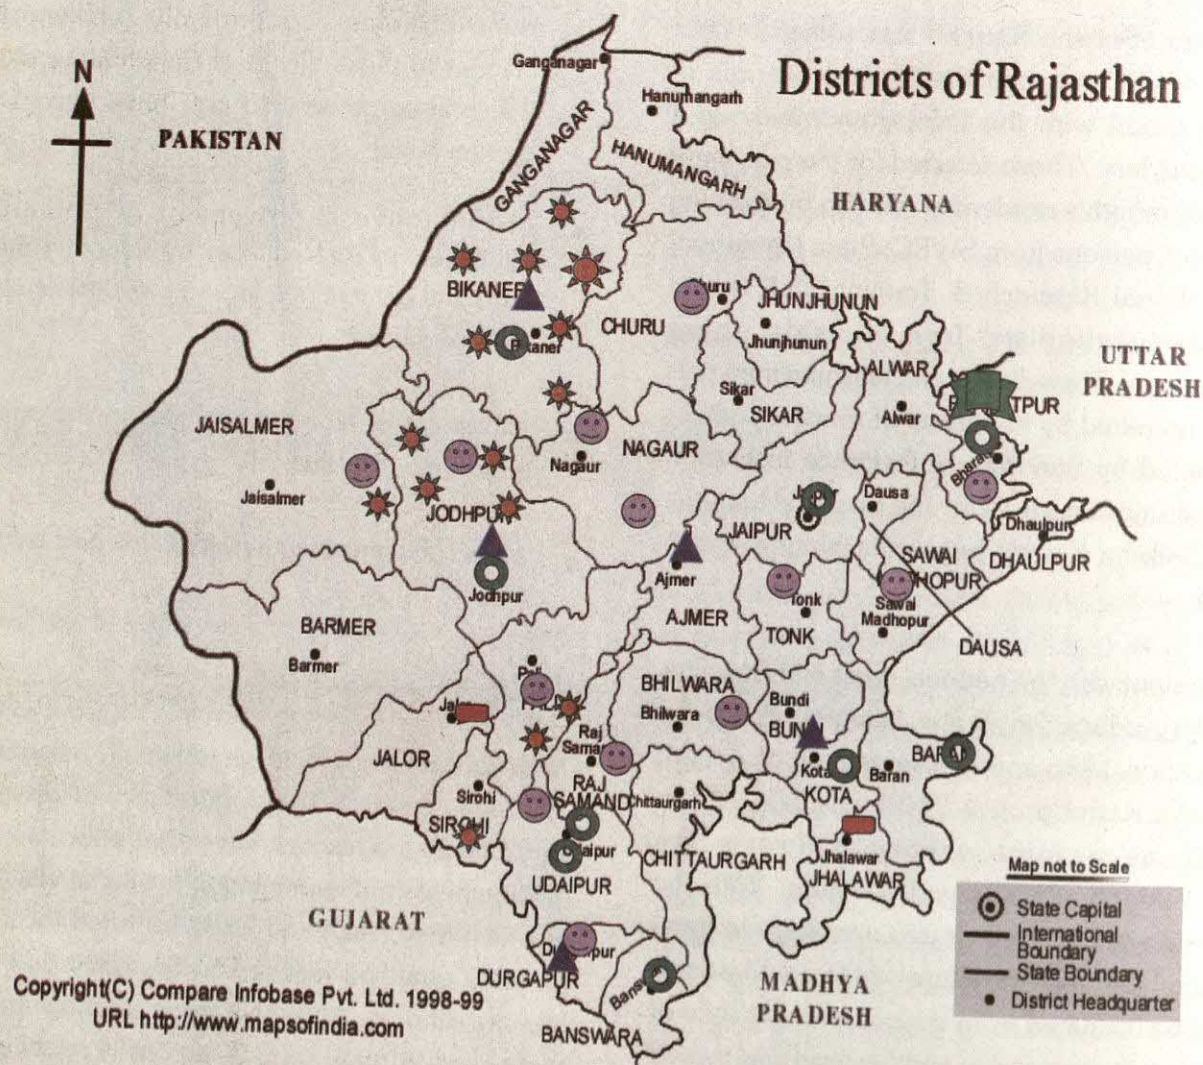 Districts of Rajasthan
N
PAKISTAN
HARYANA
UTTAR
PRADESH
Ganganagar
GANGANAGAR
Hanumangarh
HANUMANGARH
BIKANER
CHURU
JHUNJHUNUN
Jhunjhunun
Sikar
SIKAR
ALWAR
Alwar
TPUR
JAISALMER
Jaisalmer
NAGAUR
Nagaur
JODHPUR
Jodhpur
JAIPUR
Dausa
Dhaulpur
DHAULPUR
SAWAI
HOPUR
Sawai
Madhopur
DAUSA
Ajmer
AJMER
TONK
BARMER
Barmer
BHILWARA
Bhilwara
Bundi
Raj
RAJ
SAMAND
JALOR
Sirohi
SIROHI
Chittaurgarh
CHITTAURGARH
Kota
KOTA
Baran
Jhalawar
JHALAWAR
UDAIPUR
GUJARAT
DURGAPUR
BANSWARA
MADHYA
PRADESH
Map not to Scale
State Capital
International
Boundary
State Boundary
District Headquarter
Copyright(C) Compare Infobase Pvt. Ltd. 1998-99
URL http://www.mapsofindia.com